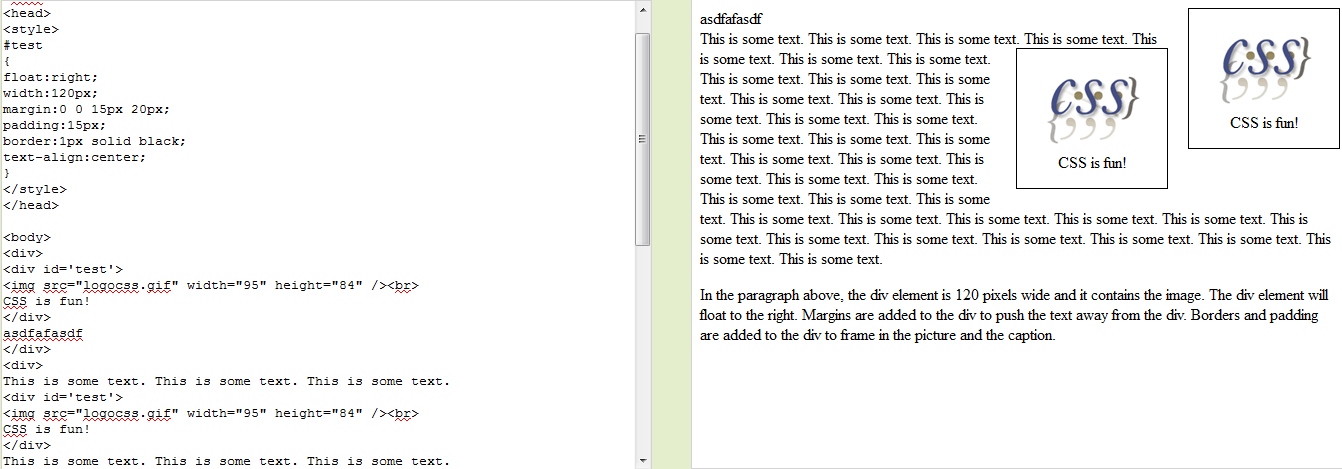 <head>
<style>
#test
{
float:right;
width:120px;
margin:0 0 15px 20px;
padding:15px;
border:1px solid black;
text-align:center;
}
</style>
</head>
<body>
<div>
<div id='test'>
<img src="logocss.gif" width="95" height="84" /><br>
CSS is fun!
</div>
asdfafasdf
</div>
<div>
This is some text. This is some text. This is some text.
<div id='test'>
<img src="logocss.gif" width="95" height="84" /><br>
CSS is fun!
</div>
This is some text. This is some text. This is some text.
asdfafasdf
This is some text. This is some text. This is some text. This is some text. This
is some text. This is some text. This is some text.
This is some text. This is some text. This is some
text. This is some text. This is some text. This is
some text. This is some text. This is some text.
This is some text. This is some text. This is some
text. This is some text. This is some text. This is
some text. This is some text. This is some text.
This is some text. This is some text. This is some
text. This is some text. This is some text. This is some text. This is some text. This is some text. This is
some text. This is some text. This is some text. This is some text. This is some text. This is some text. This
is some text. This is some text.
CSS}
CSS is fun!
CSS}
CSS is fun!
In the paragraph above, the div element is 120 pixels wide and it contains the image. The div element will
float to the right. Margins are added to the div to push the text away from the div. Borders and padding
are added to the div to frame in the picture and the caption.